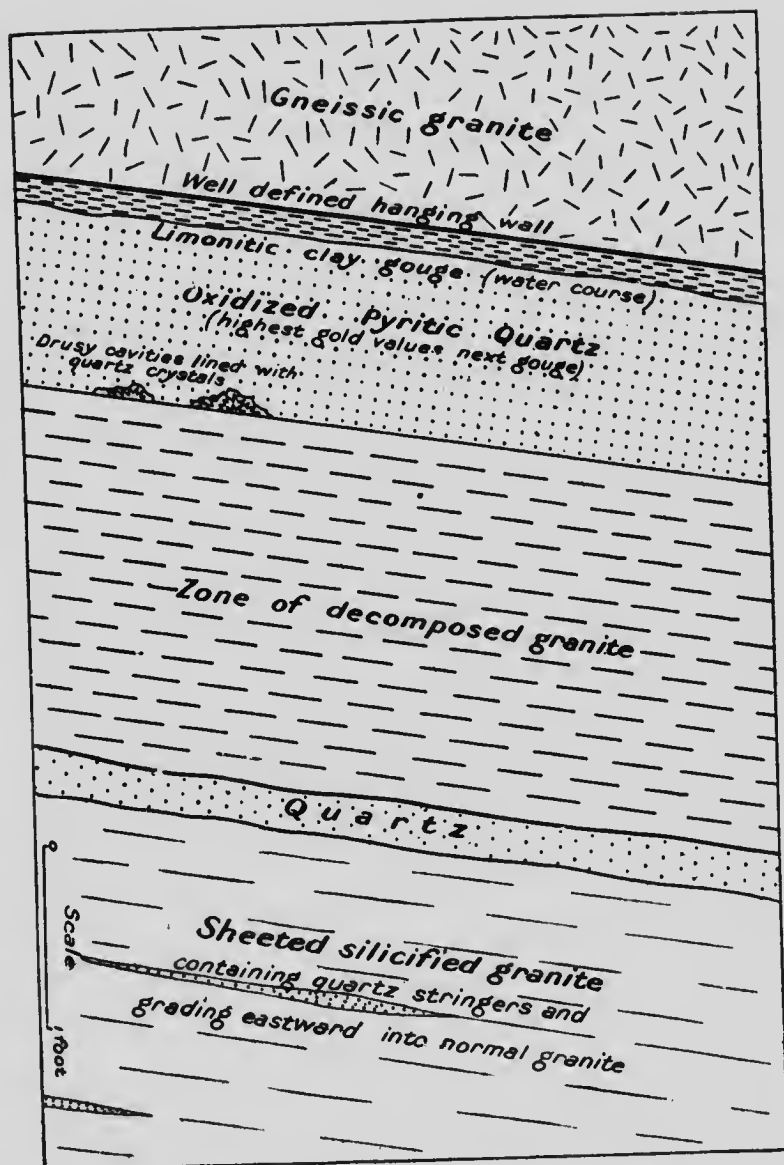 Gneissic granite
Well defined hanging wall
Limonitic clay gouge (water course)
Oxidized Pyritic Quartz
(highest gold values next gouge)
Drusy cavities lined with
quartz crystals
Zone of decomposed granite
Quartz
0
Scale
1 foot
Sheeted silicified granite
containing quartz stringers and
grading eastward into normal granite